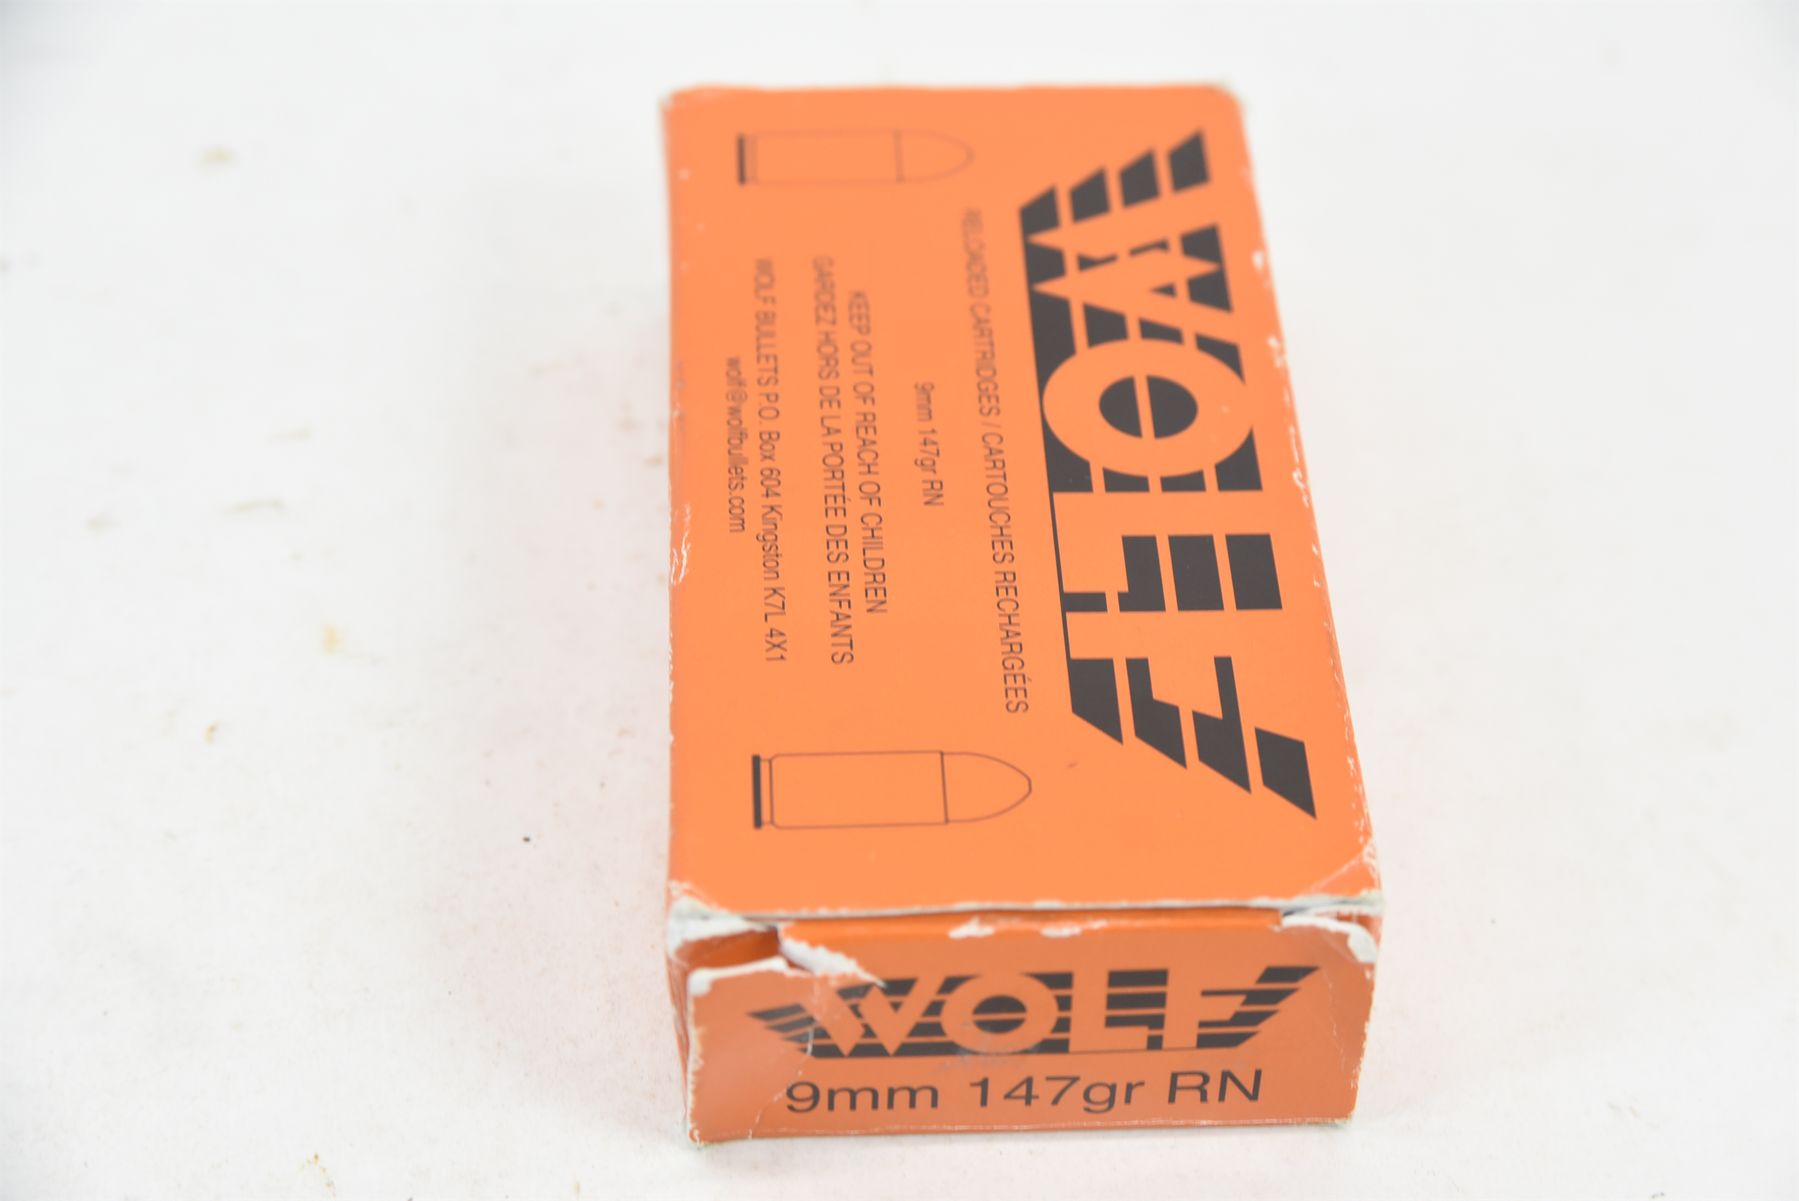 WOLF
RELOADED CARTRIDGES / CARTOUCHES RECHARGÉES
9mm 147gr RN
KEEP OUT OF REACH OF CHILDREN
GARDEZ HORS DE LA PORTÉE DES ENFANTS
WOLF BULLETS P.O. Box 604 Kingston K7L 4X1
wolf@wolfbullets.com
WOLF
9mm 147gr RN